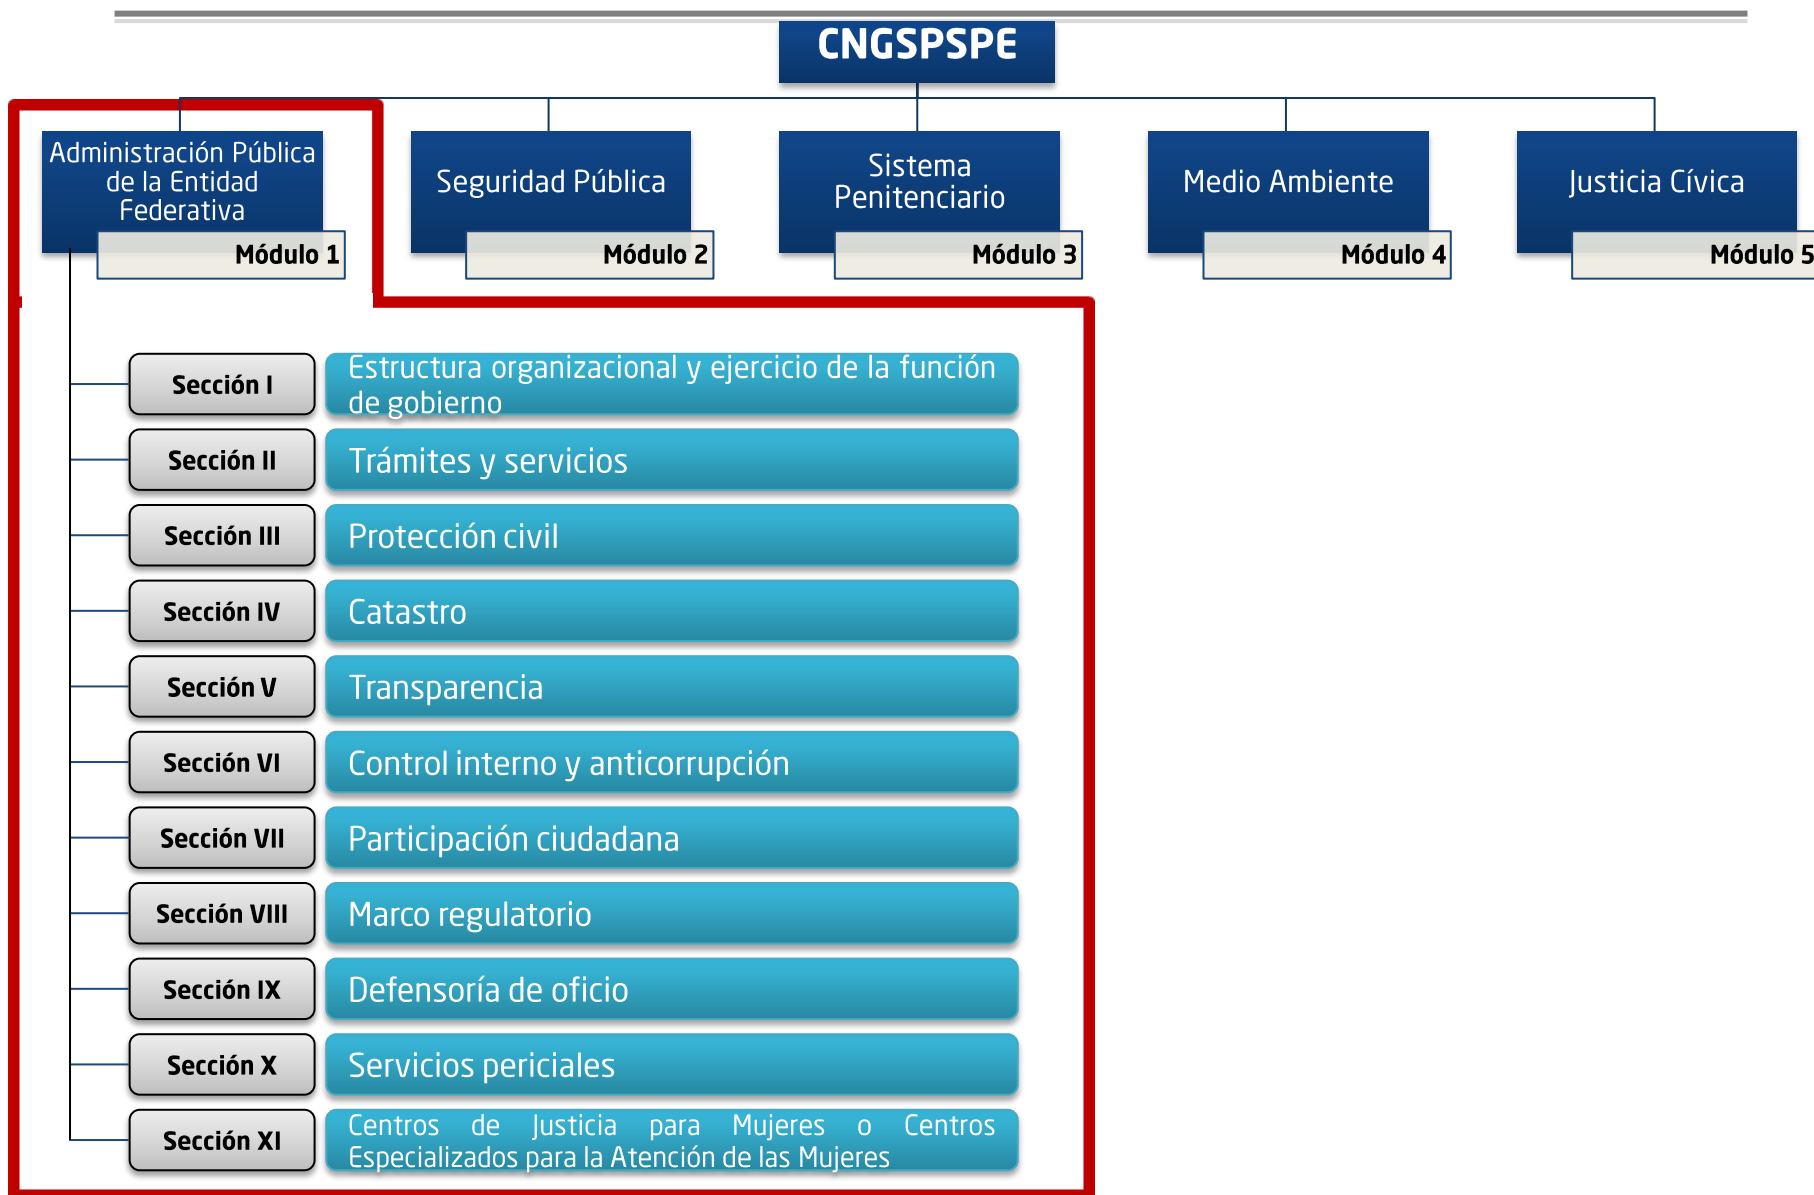 CNGSPSPE
Administración Pública
de la Entidad
Federativa
Módulo 1
Seguridad Pública
Módulo 2
Sistema
Penitenciario
Módulo 3
Medio Ambiente
Módulo 4
Justicia Cívica
Módulo 5
Sección I
Estructura organizacional y ejercicio de la función
de gobierno
Sección II
Trámites y servicios
Sección III
Protección civil
Sección IV
Catastro
Sección V
Transparencia
Sección VI
Control interno y anticorrupción
Sección VII
Participación ciudadana
Sección VIII
Marco regulatorio
Sección IX
Defensoría de oficio
Sección X
Servicios periciales
Sección XI
Centros de Justicia para Mujeres o Centros
Especializados para la Atención de las Mujeres